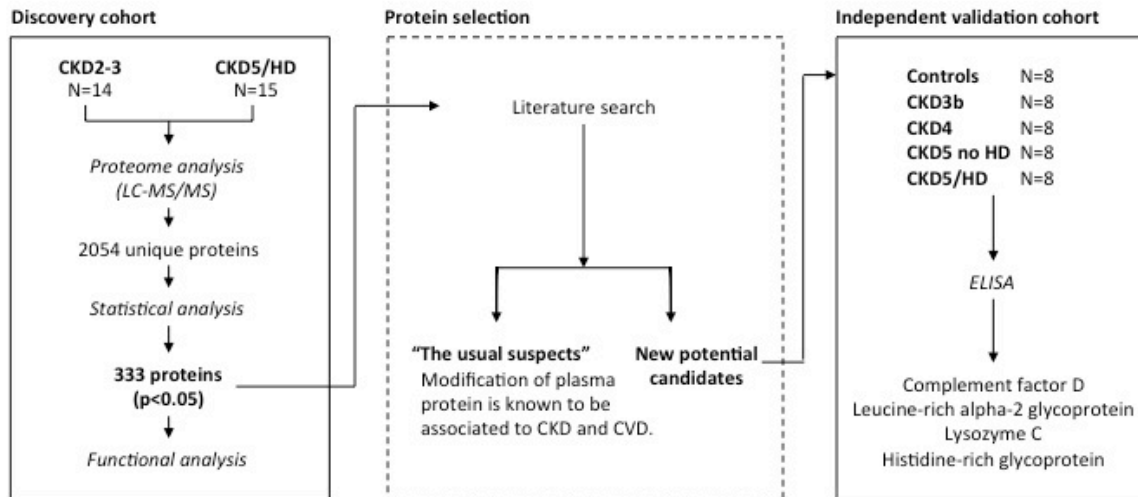 Discovery cohort
CKD2-3 CKD5/HD
N=14 N=15
Proteome analysis
(LC-MS/MS)
2054 unique proteins
Statistical analysis
333 proteins
(p<0.05)
Functional analysis
Protein selection
Literature search
“The usual suspects”
Modification of plasma
protein is known to be
associated to CKD and CVD.
New potential
candidates
Independent validation cohort
Controls N=8
CKD3b N=8
CKD4 N=8
CKD5 no HD N=8
CKD5/HD N=8
ELISA
Complement factor D
Leucine-rich alpha-2 glycoprotein
Lysozyme C
Histidine-rich glycoprotein